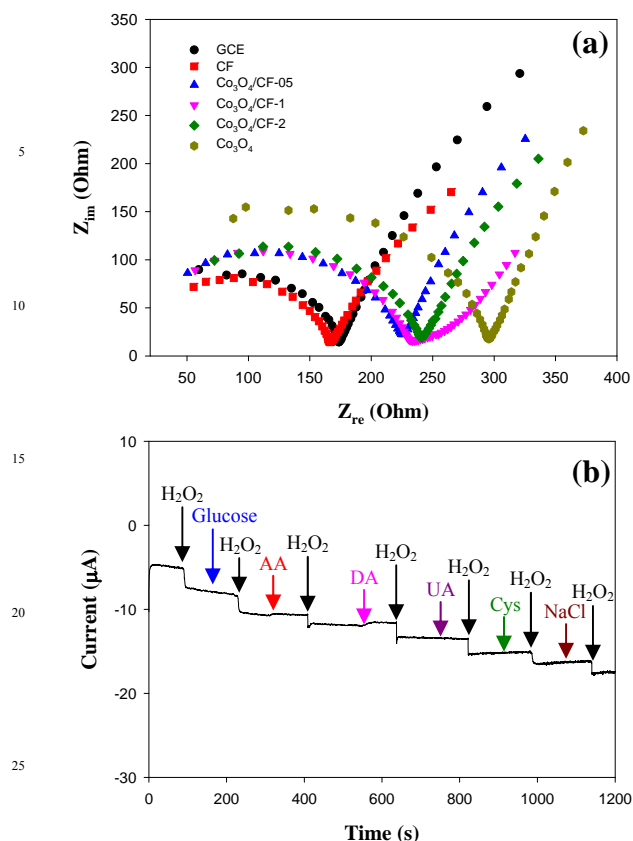 350
(a)
300
250
200
150
100
50
0
Z_im (Ohm)
GCE
CF
Co₃O₄/CF-05
Co₃O₄/CF-1
Co₃O₄/CF-2
Co₃O₄
50 100 150 200 250 300 350 400
Z_re (Ohm)
5
10
15
20
25
10
(b)
0
-10
-20
-30
Current (µA)
H₂O₂
Glucose
H₂O₂
AA
H₂O₂
DA
H₂O₂
UA
H₂O₂
Cys
H₂O₂
NaCl
H₂O₂
0 200 400 600 800 1000 1200
Time (s)